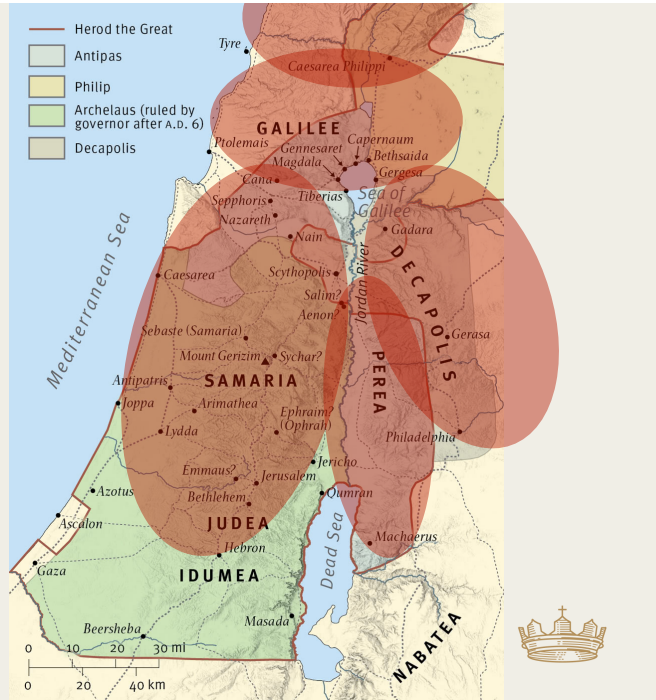 Herod the Great
Antipas
Philip
Archelaus (ruled by
governor after A.D. 6)
Decapolis
Tyre
Caesarea Philippi
GALILEE
Ptolemais
Capernaum
Gennesaret
Bethsaida
Magdala
Gergesa
Cana
Tiberias
Sea of
Galilee
Sepphoris
Nazareth
Gadara
Nain
Mediterranean Sea
Jordan River
DECAPOLIS
Caesarea
Scythopolis
Salim?
Aenon?
Sebaste (Samaria)
Gerasa
Mount Gerizim
Sychar?
PEREA
SAMARIA
Antipatris
Joppa
Arimathea
Ephraim?
(Ophrah)
Lydda
Philadelphia
Jericho
Emmaus?
Jerusalem
Azotus
Bethlehem
Qumran
JUDEA
Ascalon
Dead Sea
Machaerus
Hebron
Gaza
IDUMEA
Masada
Beersheba
NABATEA
0 10 20 30 mi
0 20 40 km